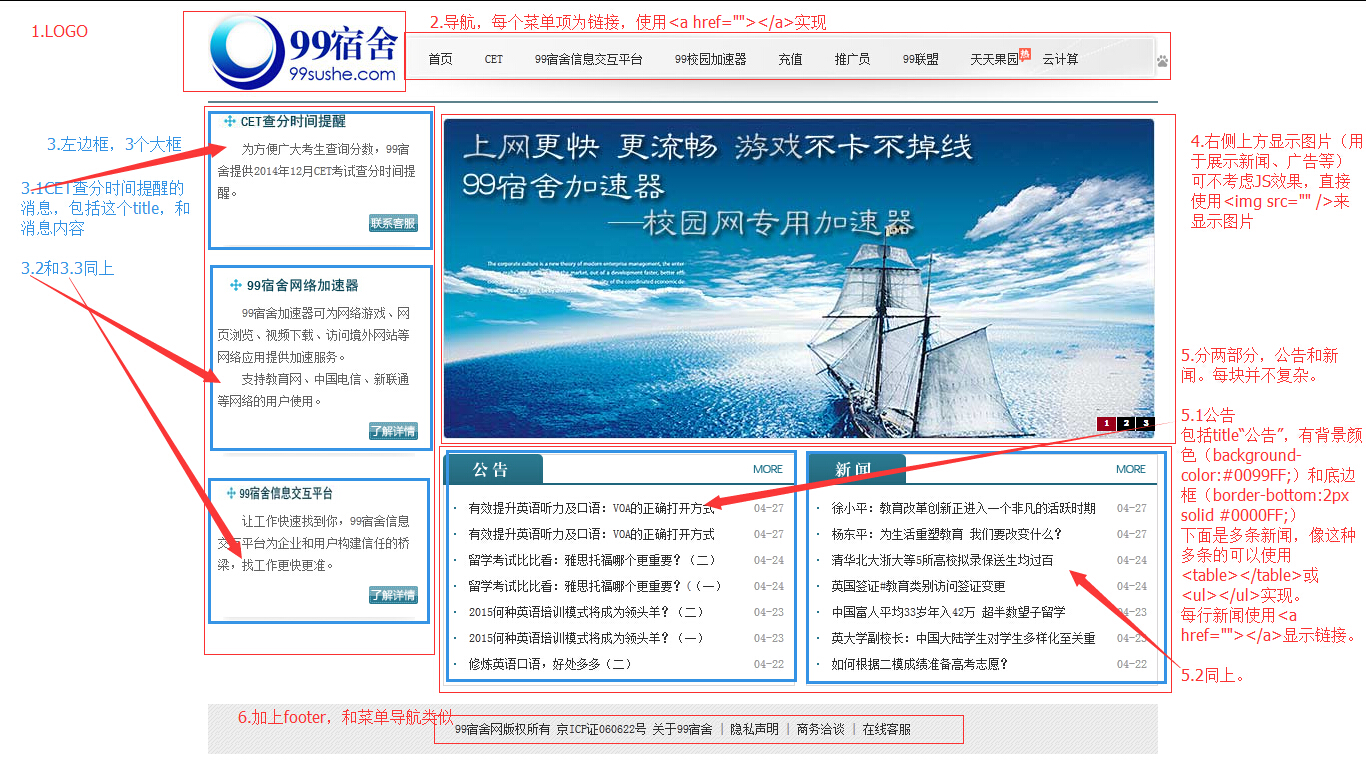 1.LOGO
99宿舍
99sushe.com
2.导航，每个菜单项为链接，使用<a href=""></a>实现
首页 CET 99宿舍信息交互平台 99校园加速器 充值 推广员 99联盟 天天果园 热 云计算
3.左边框，3个大框
3.1CET查分时间提醒的
消息，包括这个title，和
消息内容
3.2和3.3同上
CET查分时间提醒
为方便广大考生查询分数，99宿
舍提供2014年12月CET考试查分时间提
醒。
联系客服
99宿舍网络加速器
99宿舍加速器可为网络游戏、网
页浏览、视频下载、访问境外网站等
网络应用提供加速服务。
支持教育网、中国电信、新联通
等网络的用户使用。
了解详情
99宿舍信息交互平台
让工作快速找到你，99宿舍信息
交互平台为企业和用户构建信任的桥
梁，找工作更快更准。
了解详情
上网更快 更流畅 游戏不卡不掉线
99宿舍加速器
—校园网专用加速器
The corporate culture is a new theory of modern enterprise management, the enter-
1 2 3
4.右侧上方显示图片（用
于展示新闻、广告等）
可不考虑JS效果，直接
使用<img src="" />来
显示图片
公告 MORE
有效提升英语听力及口语：VOA的正确打开方式 04-27
有效提升英语听力及口语：VOA的正确打开方式 04-27
留学考试比比看：雅思托福哪个更重要？（二） 04-24
留学考试比比看：雅思托福哪个更重要？（（一） 04-24
2015何种英语培训模式将成为领头羊？（二） 04-23
2015何种英语培训模式将成为领头羊？（一） 04-23
修炼英语口语，好处多多（二） 04-22
新闻 MORE
徐小平：教育改革创新正进入一个非凡的活跃时期 04-27
杨东平：为生活重塑教育 我们要改变什么？ 04-27
清华北大浙大等5所高校拟录保送生均过百 04-24
英国签证#教育类别访问签证变更 04-24
中国富人平均33岁年入42万 超半数望子留学 04-23
英大学副校长：中国大陆学生对学生多样化至关重 04-23
如何根据二模成绩准备高考志愿？ 04-22
5.分两部分，公告和新
闻。每块并不复杂。
5.1公告
包括title“公告”，有背景颜
色（background-
color:#0099FF;）和底边
框（border-bottom:2px
solid #0000FF;）
下面是多条新闻，像这种
多条的可以使用
<table></table>或
<ul></ul>实现。
每行新闻使用<a
href=""></a>显示链接。
5.2同上。
6.加上footer，和菜单导航类似
99宿舍网版权所有 京ICP证060622号 关于99宿舍 | 隐私声明 | 商务洽谈 | 在线客服